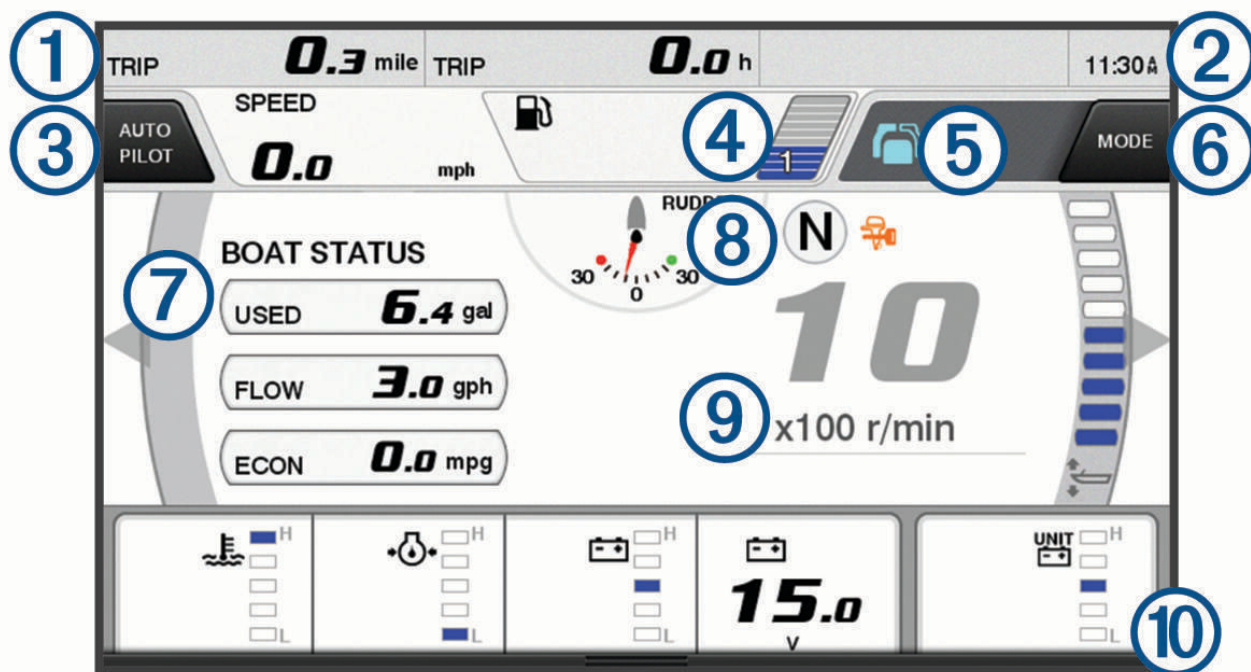 ① TRIP 0.3 mile TRIP 0.0 h 11:30 AM ②
③ AUTO PILOT SPEED 0.0 mph ④ 1 ⑤ MODE ⑥
RUDD ⑧ N
30 0 30
BOAT STATUS
⑦ USED 6.4 gal
FLOW 3.0 gph
ECON 0.0 mpg
10
⑨ x100 r/min
H H H UNIT H
15.0
V
L L L L ⑩